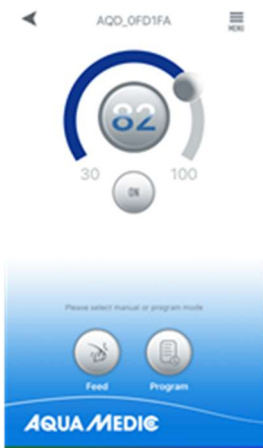 AQD_0FD1FA
MENU
82
30
100
ON
Please select manual or program mode
Feed
Program
AQUA MEDIC